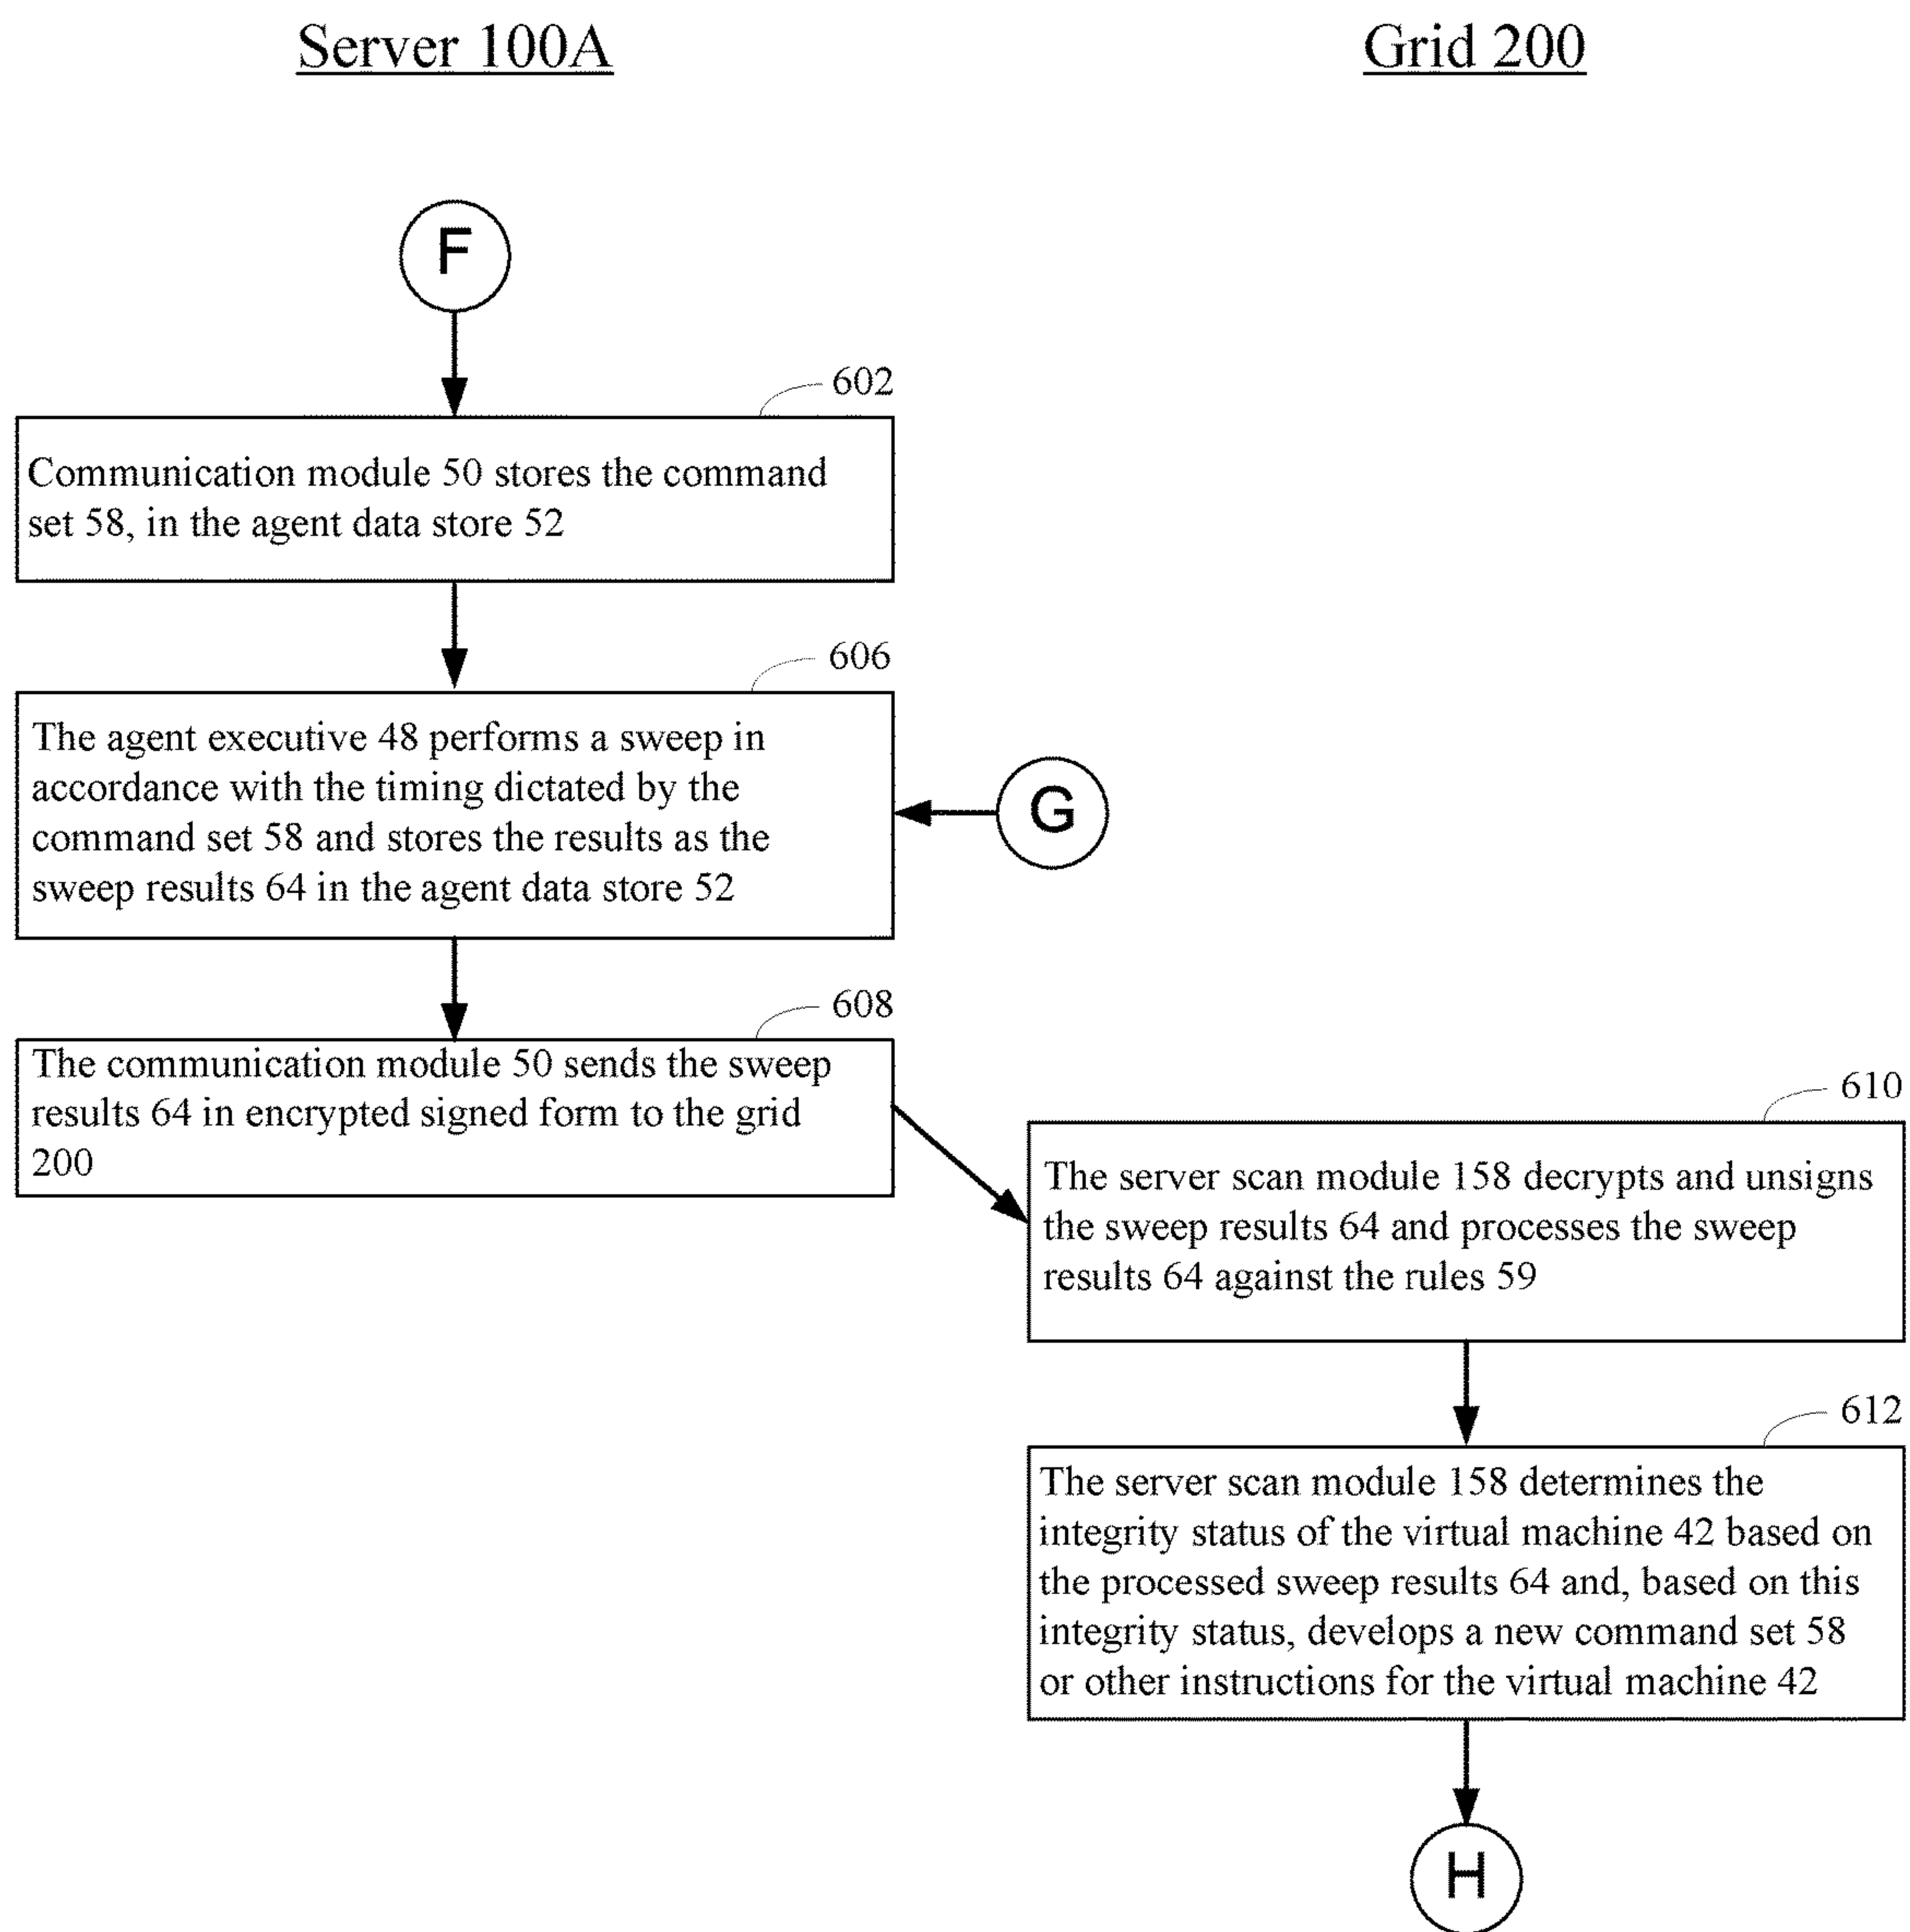 Server 100A
Grid 200
F
602
Communication module 50 stores the command
set 58, in the agent data store 52
606
The agent executive 48 performs a sweep in
accordance with the timing dictated by the
command set 58 and stores the results as the
sweep results 64 in the agent data store 52
G
608
The communication module 50 sends the sweep
results 64 in encrypted signed form to the grid
200
610
The server scan module 158 decrypts and unsigns
the sweep results 64 and processes the sweep
results 64 against the rules 59
612
The server scan module 158 determines the
integrity status of the virtual machine 42 based on
the processed sweep results 64 and, based on this
integrity status, develops a new command set 58
or other instructions for the virtual machine 42
H